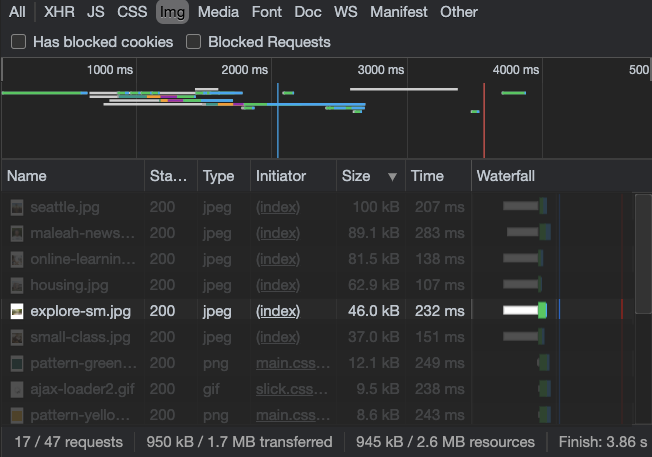 All XHR JS CSS Img Media Font Doc WS Manifest Other
Has blocked cookies Blocked Requests
1000 ms 2000 ms 3000 ms 4000 ms 500
Name Sta... Type Initiator Size ▼ Time Waterfall
seattle.jpg 200 jpeg (index) 100 kB 207 ms
maleah-news... 200 jpeg (index) 89.1 kB 283 ms
online-learnin... 200 jpeg (index) 81.5 kB 138 ms
housing.jpg 200 jpeg (index) 62.9 kB 107 ms
explore-sm.jpg 200 jpeg (index) 46.0 kB 232 ms
small-class.jpg 200 jpeg (index) 37.0 kB 151 ms
pattern-green... 200 png main.css... 12.1 kB 249 ms
ajax-loader2.gif 200 gif slick.css... 9.5 kB 238 ms
pattern-yello... 200 png main.css... 8.6 kB 243 ms
17 / 47 requests 950 kB / 1.7 MB transferred 945 kB / 2.6 MB resources Finish: 3.86 s